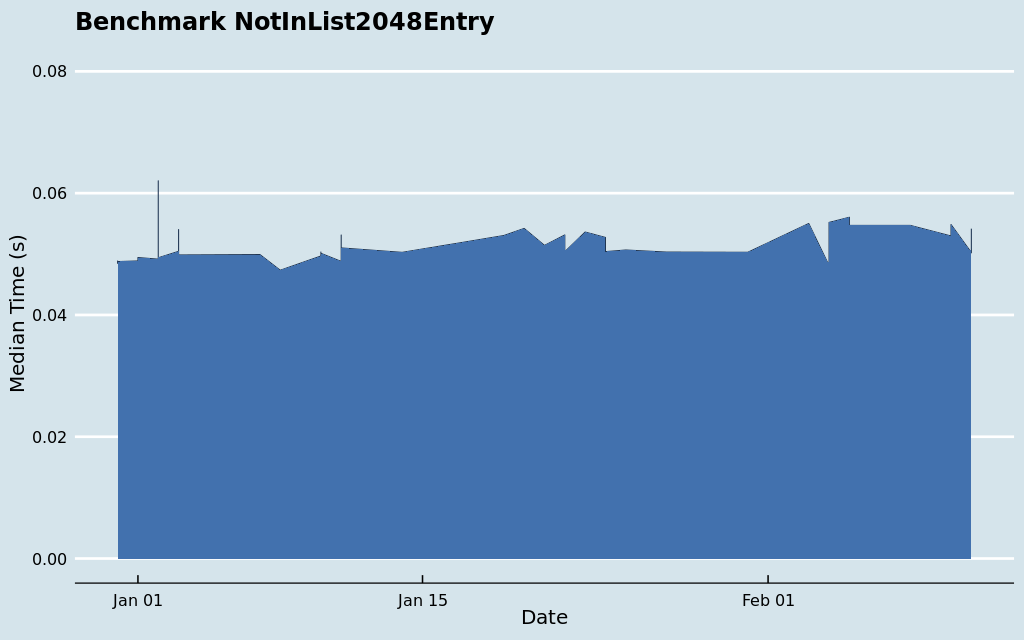 Benchmark NotInList2048Entry
0.08
0.06
0.04
0.02
0.00
Median Time (s)
Jan 01
Jan 15
Feb 01
Date